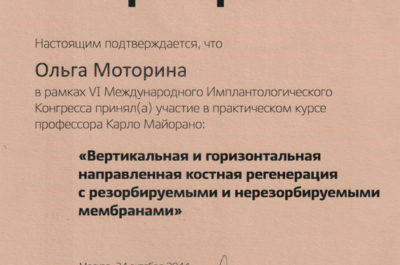 Настоящим подтверждается, что
Ольга Моторина
в рамках VI Международного Имплантологического
Конгресса принял(а) участие в практическом курсе
профессора Карло Майорано:
«Вертикальная и горизонтальная
направленная костная регенерация
с резорбируемыми и нерезорбируемыми
мембранами»